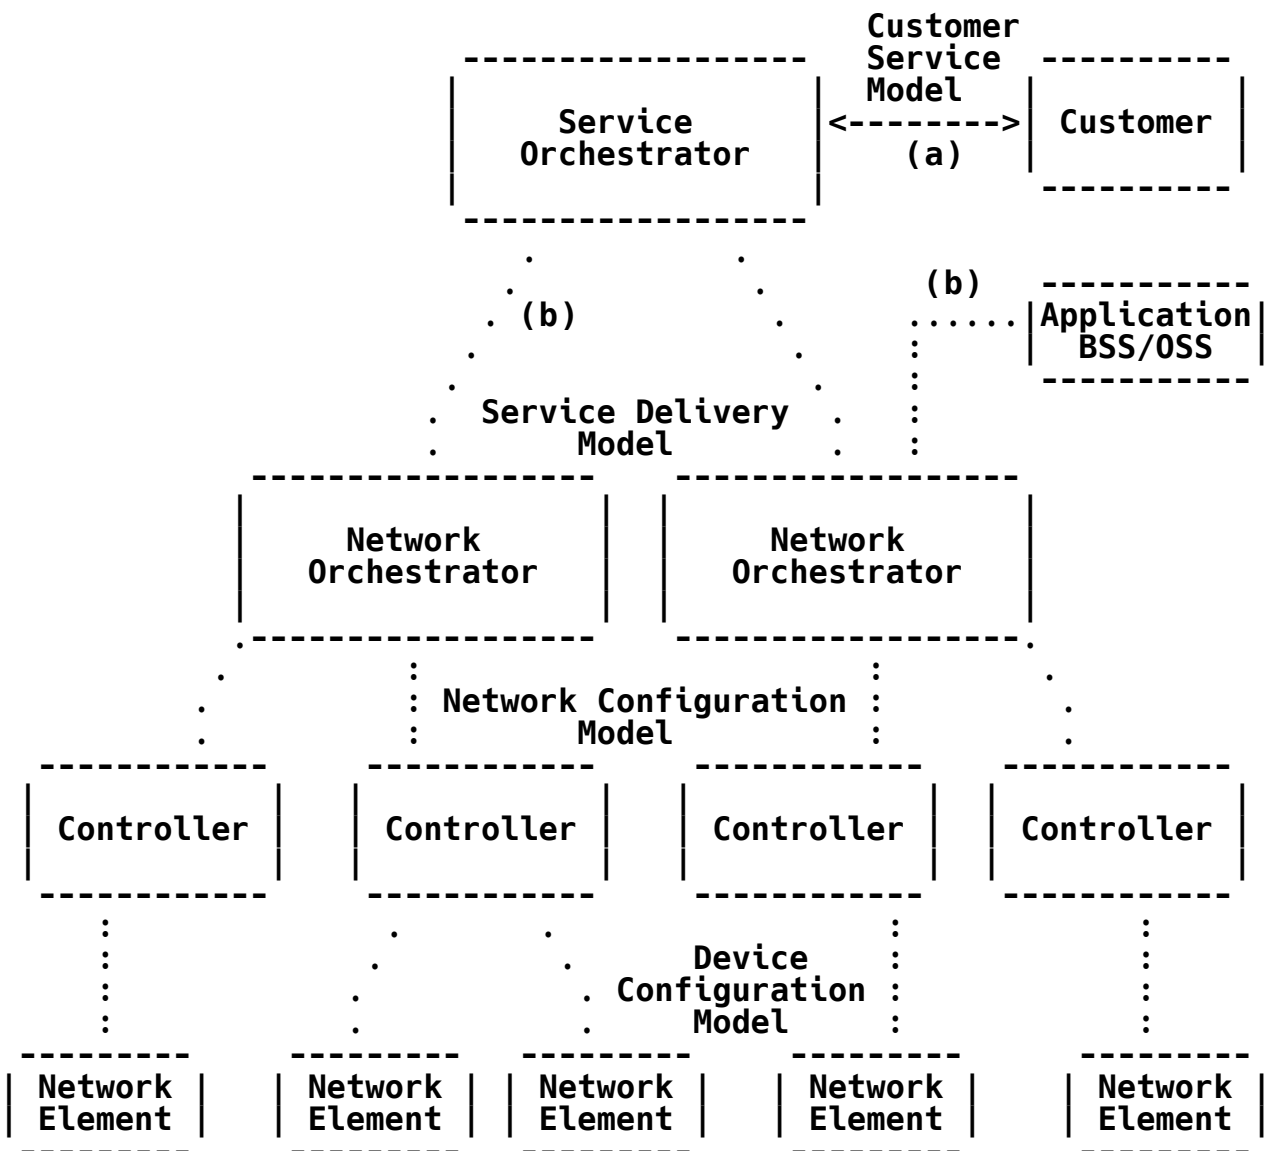 Customer
Service
Model
Service
Orchestrator
<-------->
(a)
Customer
(b)
(b)
Application
BSS/OSS
Service Delivery
Model
Network
Orchestrator
Network
Orchestrator
Network Configuration
Model
Controller
Controller
Controller
Controller
Device
Configuration
Model
Network
Element
Network
Element
Network
Element
Network
Element
Network
Element